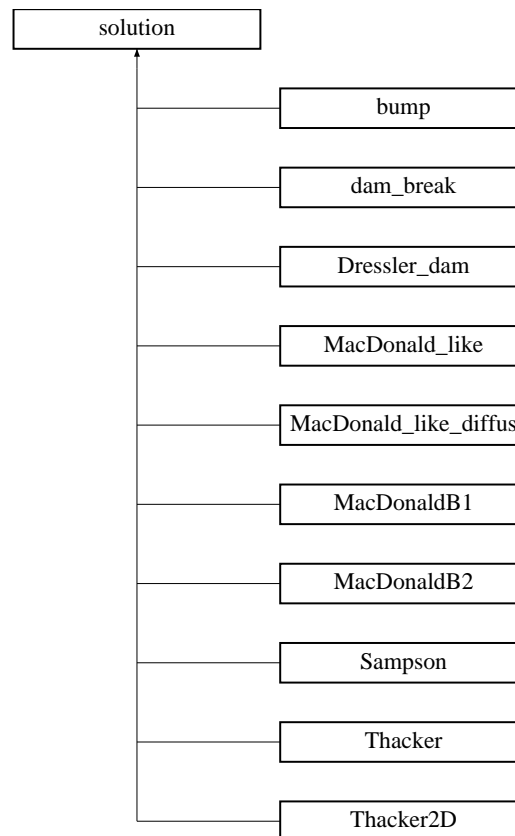 solution
bump
dam_break
Dressler_dam
MacDonald_like
MacDonald_like_diffus
MacDonaldB1
MacDonaldB2
Sampson
Thacker
Thacker2D